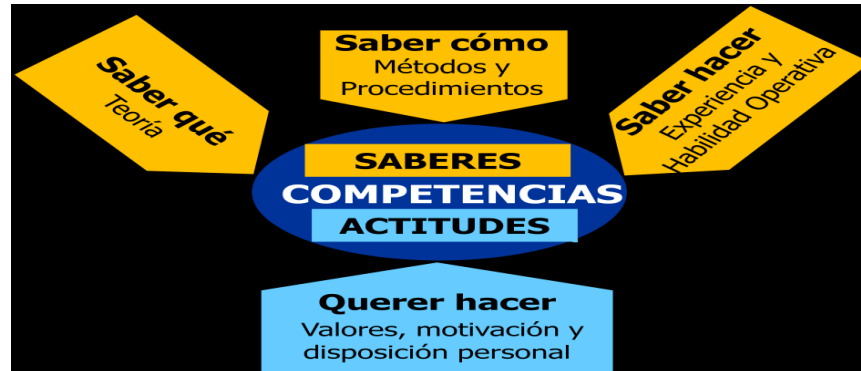 Saber qué
Teoría
Saber cómo
Métodos y
Procedimientos
Saber hacer
Experiencia y
Habilidad Operativa
SABERES
COMPETENCIAS
ACTITUDES
Querer hacer
Valores, motivación y
disposición personal